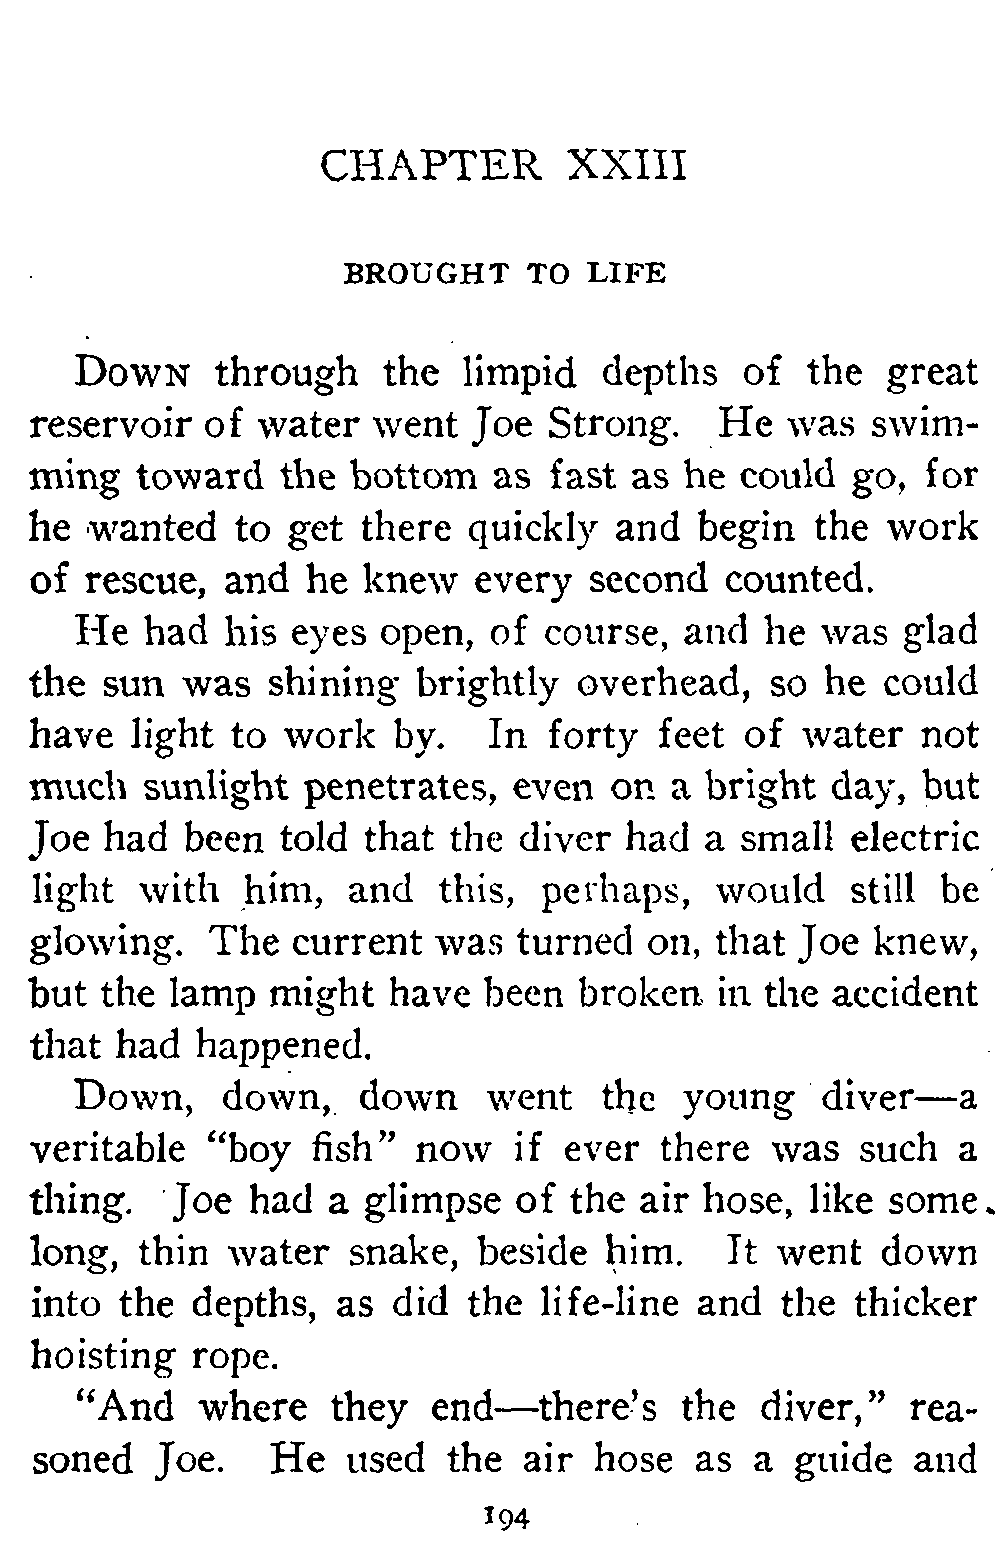 CHAPTER XXIII
BROUGHT TO LIFE
Down through the limpid depths of the great
reservoir of water went Joe Strong. He was swim-
ming toward the bottom as fast as he could go, for
he wanted to get there quickly and begin the work
of rescue, and he knew every second counted.
He had his eyes open, of course, and he was glad
the sun was shining brightly overhead, so he could
have light to work by. In forty feet of water not
much sunlight penetrates, even on a bright day, but
Joe had been told that the diver had a small electric
light with him, and this, perhaps, would still be
glowing. The current was turned on, that Joe knew,
but the lamp might have been broken in the accident
that had happened.
Down, down, down went the young diver—a
veritable “boy fish” now if ever there was such a
thing. Joe had a glimpse of the air hose, like some
long, thin water snake, beside him. It went down
into the depths, as did the life-line and the thicker
hoisting rope.
“And where they end—there's the diver,” rea-
soned Joe. He used the air hose as a guide and
194